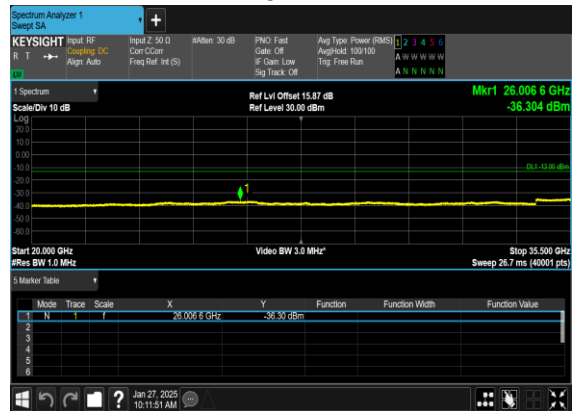 Spectrum Analyzer 1
Swept SA
+
KEYSIGHT Input: RF Input Z: 50 Ω #Atten: 30 dB PNO: Fast Avg Type: Power (RMS) 1 2 3 4 5 6
R T Coupling: DC Corr CCorr Gate: Off Avg|Hold: 100/100 A W W W W W
Align: Auto Freq Ref: Int (S) IF Gain: Low Trig: Free Run
Sig Track: Off A N N N N N
1 Spectrum
Ref Lvl Offset 15.87 dB Mkr1 26.006 6 GHz
Scale/Div 10 dB Ref Level 30.00 dBm -36.304 dBm
Log
20.0
10.0
0.00
-10.0
DL1 -13.00 dBm
-20.0
1
-30.0
-40.0
-50.0
-60.0
Start 20.000 GHz Video BW 3.0 MHz* Stop 35.500 GHz
#Res BW 1.0 MHz Sweep 26.7 ms (40001 pts)
5 Marker Table
Mode Trace Scale X Y Function Function Width Function Value
1 N 1 f 26.006 6 GHz -36.30 dBm
2
3
4
5
6
? Jan 27, 2025
10:11:51 AM